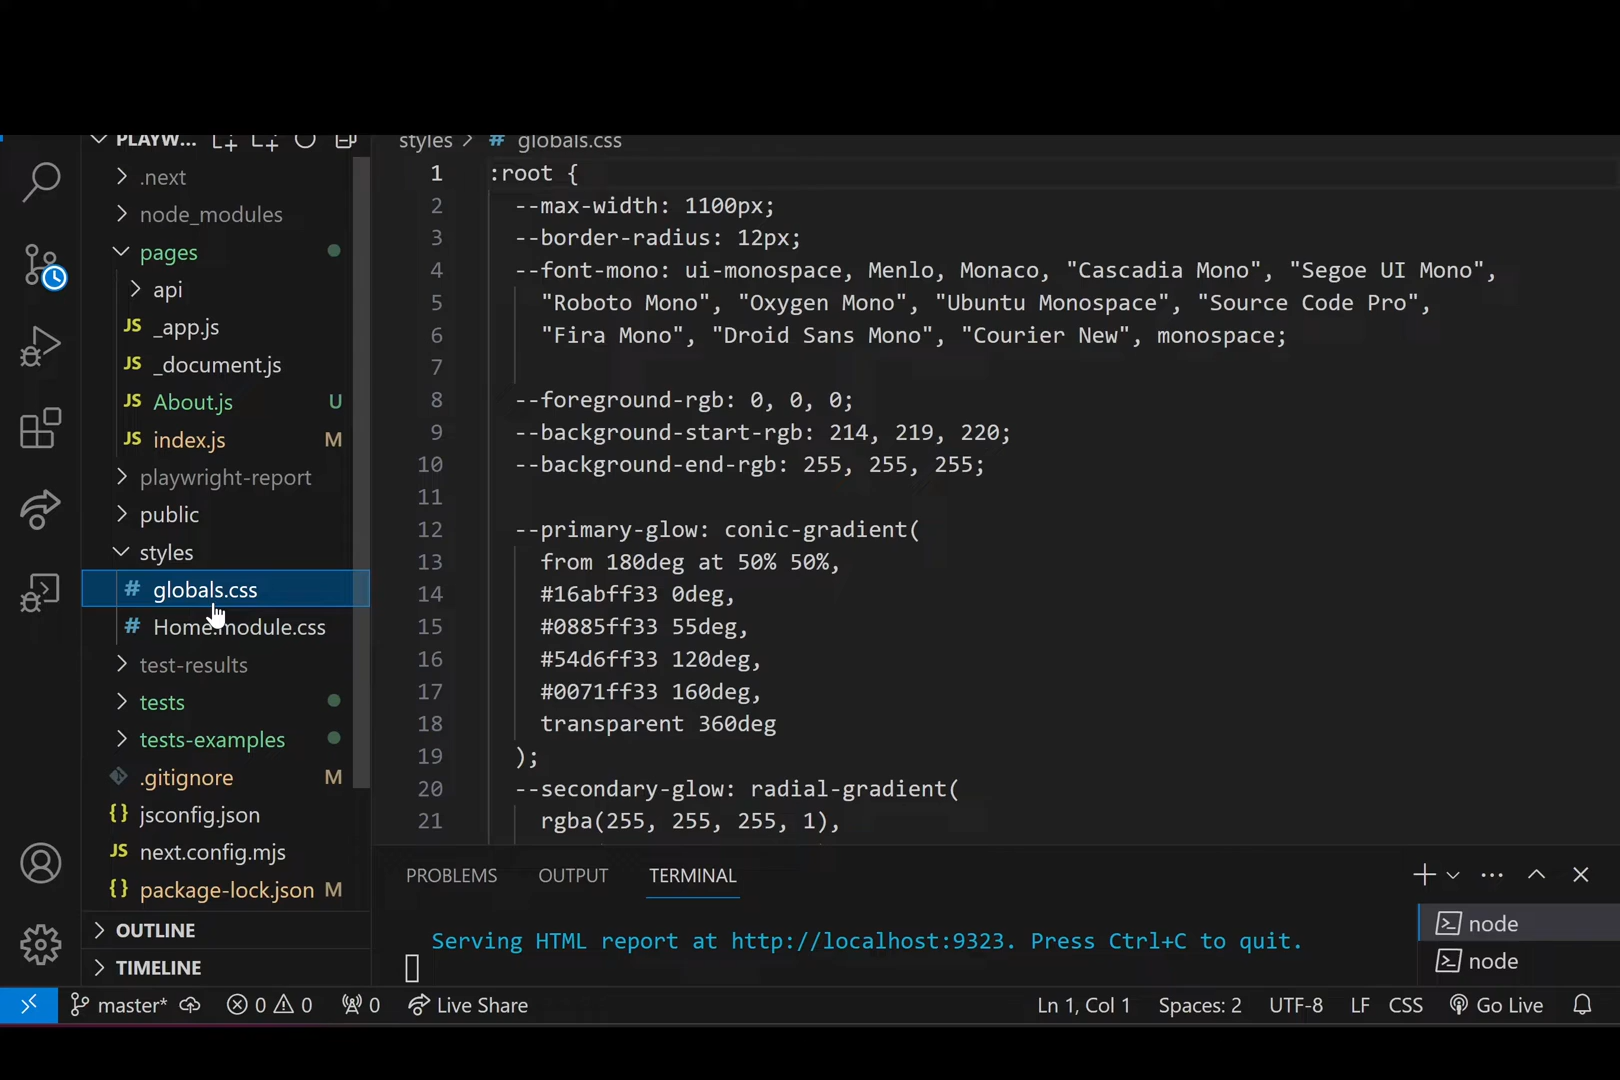 PLAYW...
.next
node_modules
pages
api
JS _app.js
JS _document.js
JS About.js U
JS index.js M
playwright-report
public
styles
# globals.css
# Home.module.css
test-results
tests
tests-examples
.gitignore M
{} jsconfig.json
JS next.config.mjs
{} package-lock.json M
OUTLINE
TIMELINE
styles > # globals.css
1 :root {
2 --max-width: 1100px;
3 --border-radius: 12px;
4 --font-mono: ui-monospace, Menlo, Monaco, "Cascadia Mono", "Segoe UI Mono",
5 "Roboto Mono", "Oxygen Mono", "Ubuntu Monospace", "Source Code Pro",
6 "Fira Mono", "Droid Sans Mono", "Courier New", monospace;
7
8 --foreground-rgb: 0, 0, 0;
9 --background-start-rgb: 214, 219, 220;
10 --background-end-rgb: 255, 255, 255;
11
12 --primary-glow: conic-gradient(
13 from 180deg at 50% 50%,
14 #16abff33 0deg,
15 #0885ff33 55deg,
16 #54d6ff33 120deg,
17 #0071ff33 160deg,
18 transparent 360deg
19 );
20 --secondary-glow: radial-gradient(
21 rgba(255, 255, 255, 1),
PROBLEMS OUTPUT TERMINAL
Serving HTML report at http://localhost:9323. Press Ctrl+C to quit.
node
node
master* 0 0 0 Live Share Ln 1, Col 1 Spaces: 2 UTF-8 LF CSS Go Live